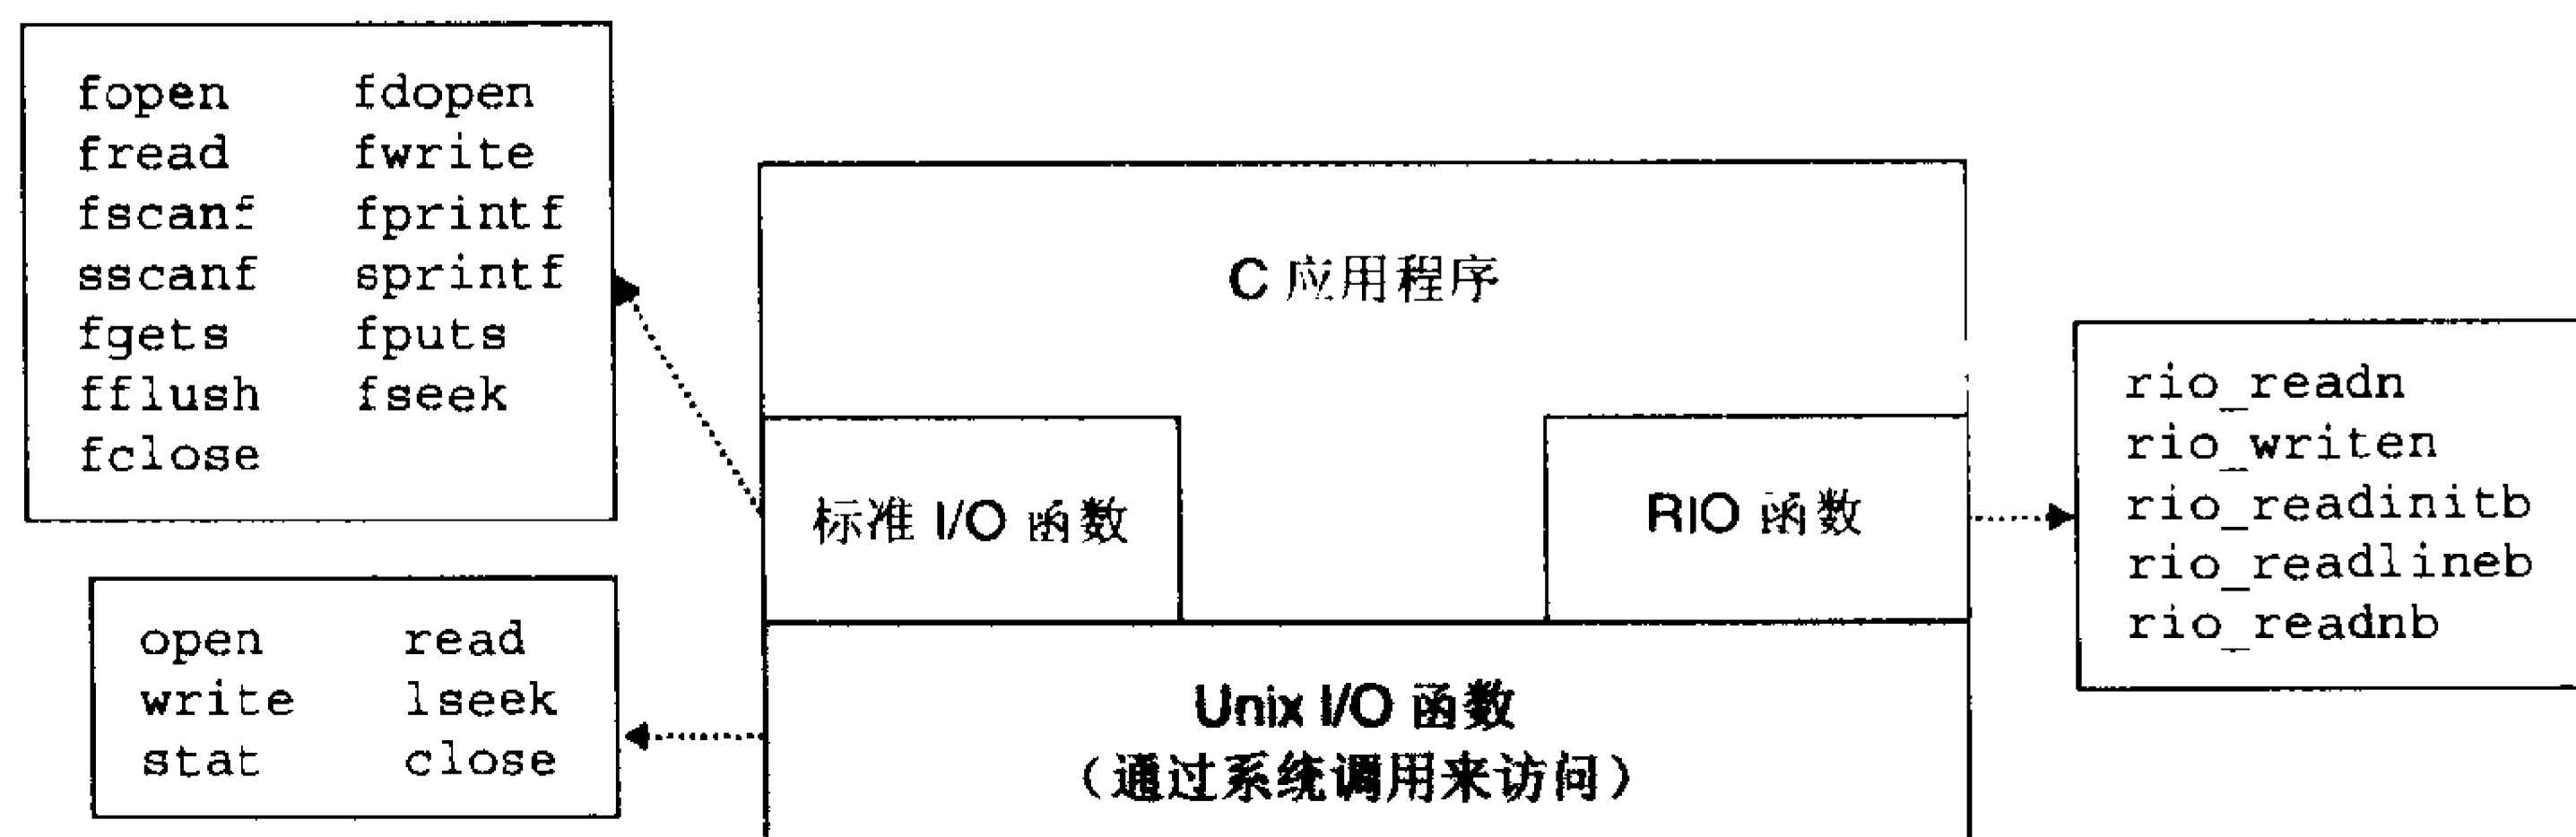 fopen fdopen
fread fwrite
fscanf fprintf
sscanf sprintf
fgets fputs
fflush fseek
fclose
open read
write lseek
stat close
C 应用程序
标准 I/O 函数
RIO 函数
Unix I/O 函数
（通过系统调用来访问）
rio_readn
rio_writen
rio_readinitb
rio_readlineb
rio_readnb